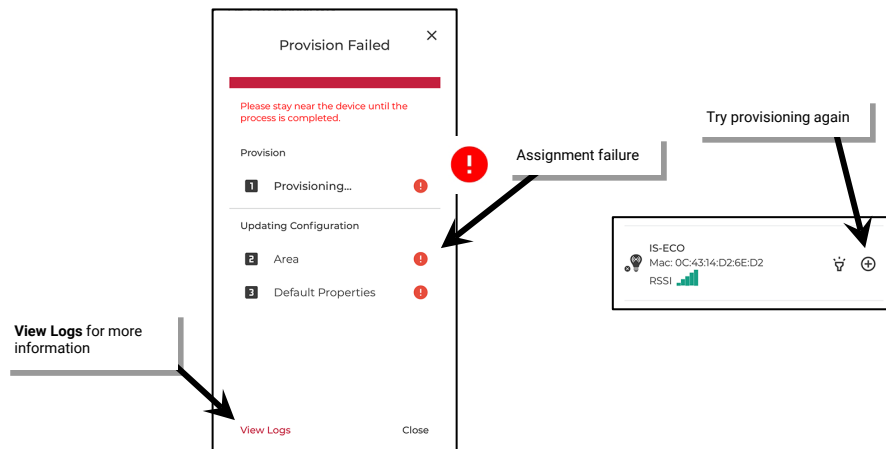 Provision Failed
Please stay near the device until the
process is completed.
Provision
1 Provisioning...
Updating Configuration
2 Area
3 Default Properties
View Logs
Close
View Logs for more
information
Assignment failure
Try provisioning again
IS-ECO
Mac: 0C:43:14:D2:6E:D2
RSSI